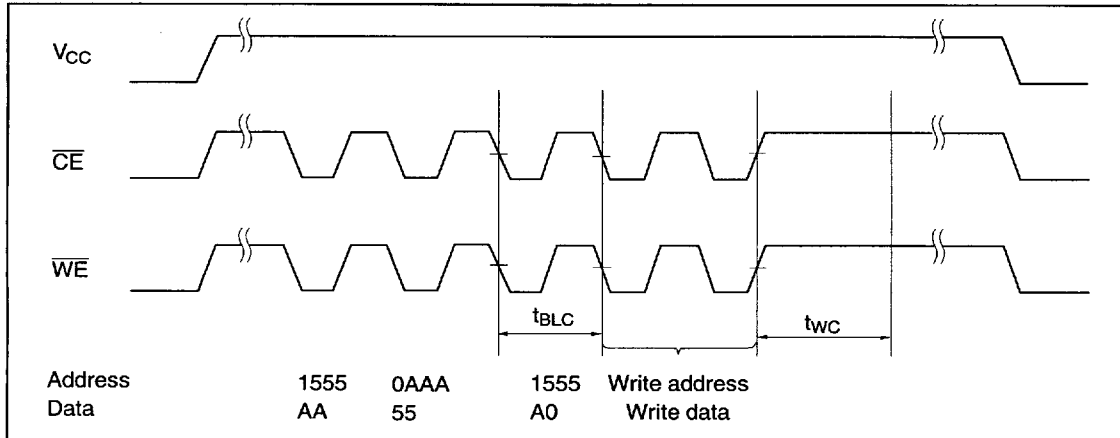 VCC
CE
WE
tBLC
tWC
Address 1555 0AAA 1555 Write address
Data AA 55 A0 Write data